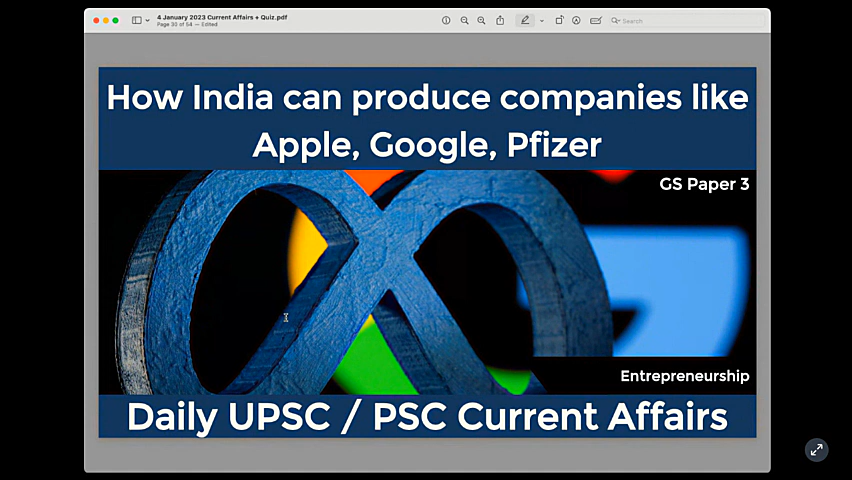 4 January 2023 Current Affairs + Quiz.pdf
Page 30 of 54 — Edited
Search
How India can produce companies like
Apple, Google, Pfizer
GS Paper 3
Entrepreneurship
Daily UPSC / PSC Current Affairs